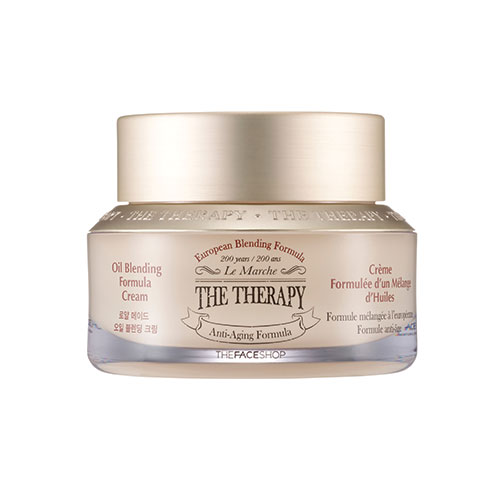 THE THERAPY • THE THERAPY
European Blending Formula
200 years / 200 ans
Le Marche
THE THERAPY
Anti-Aging Formula
THEFACESHOP
Oil Blending
Formula
Cream
로얄 메이드
오일 블렌딩 크림
Crème
Formulée d'un Mélange
d'Huiles
Formule mélangée à l'européenne
Formule anti-âge